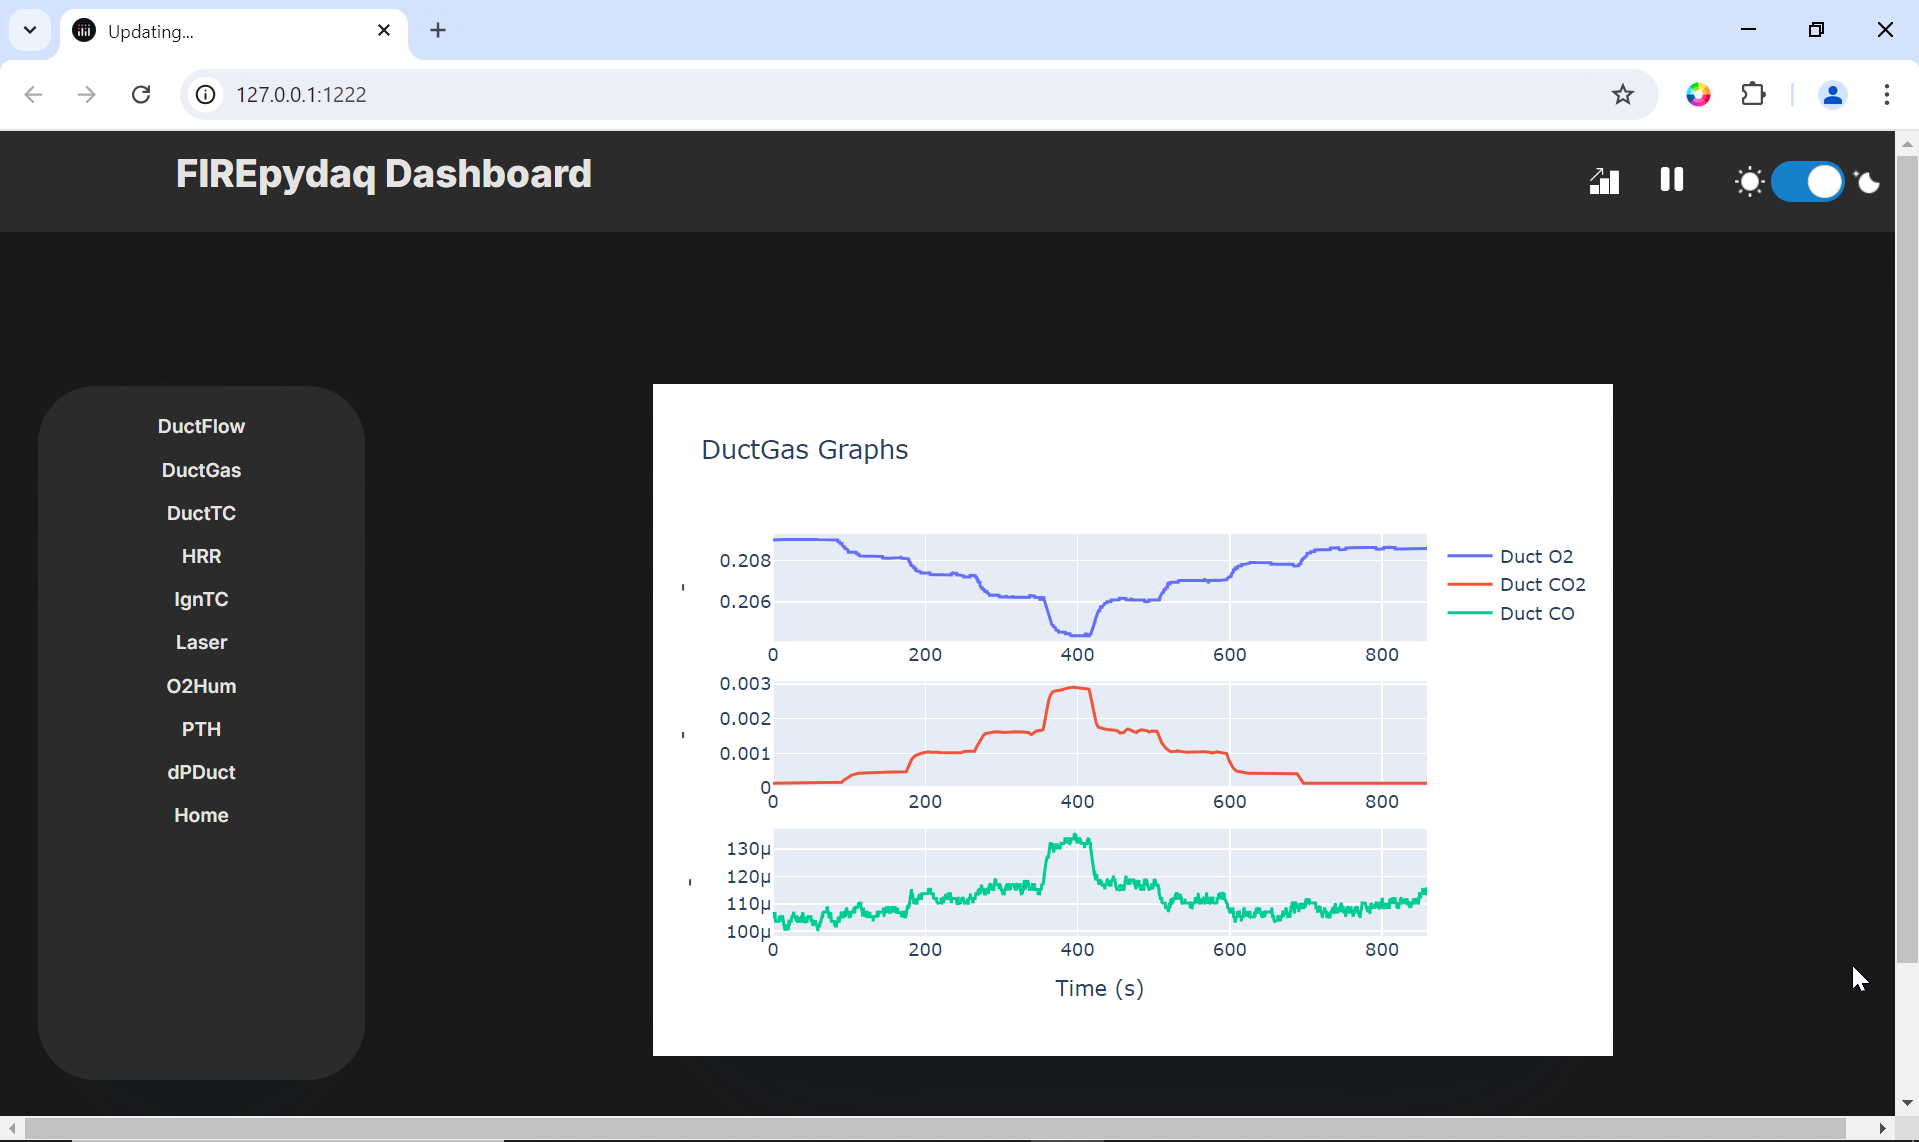 Updating...
127.0.0.1:1222
FIREpydaq Dashboard
DuctFlow
DuctGas
DuctTC
HRR
IgnTC
Laser
O2Hum
PTH
dPDuct
Home
DuctGas Graphs
0.208
0.206
-
0 200 400 600 800
Duct O2
Duct CO2
Duct CO
0.003
0.002
0.001
0
-
0 200 400 600 800
130μ
120μ
110μ
100μ
-
0 200 400 600 800
Time (s)